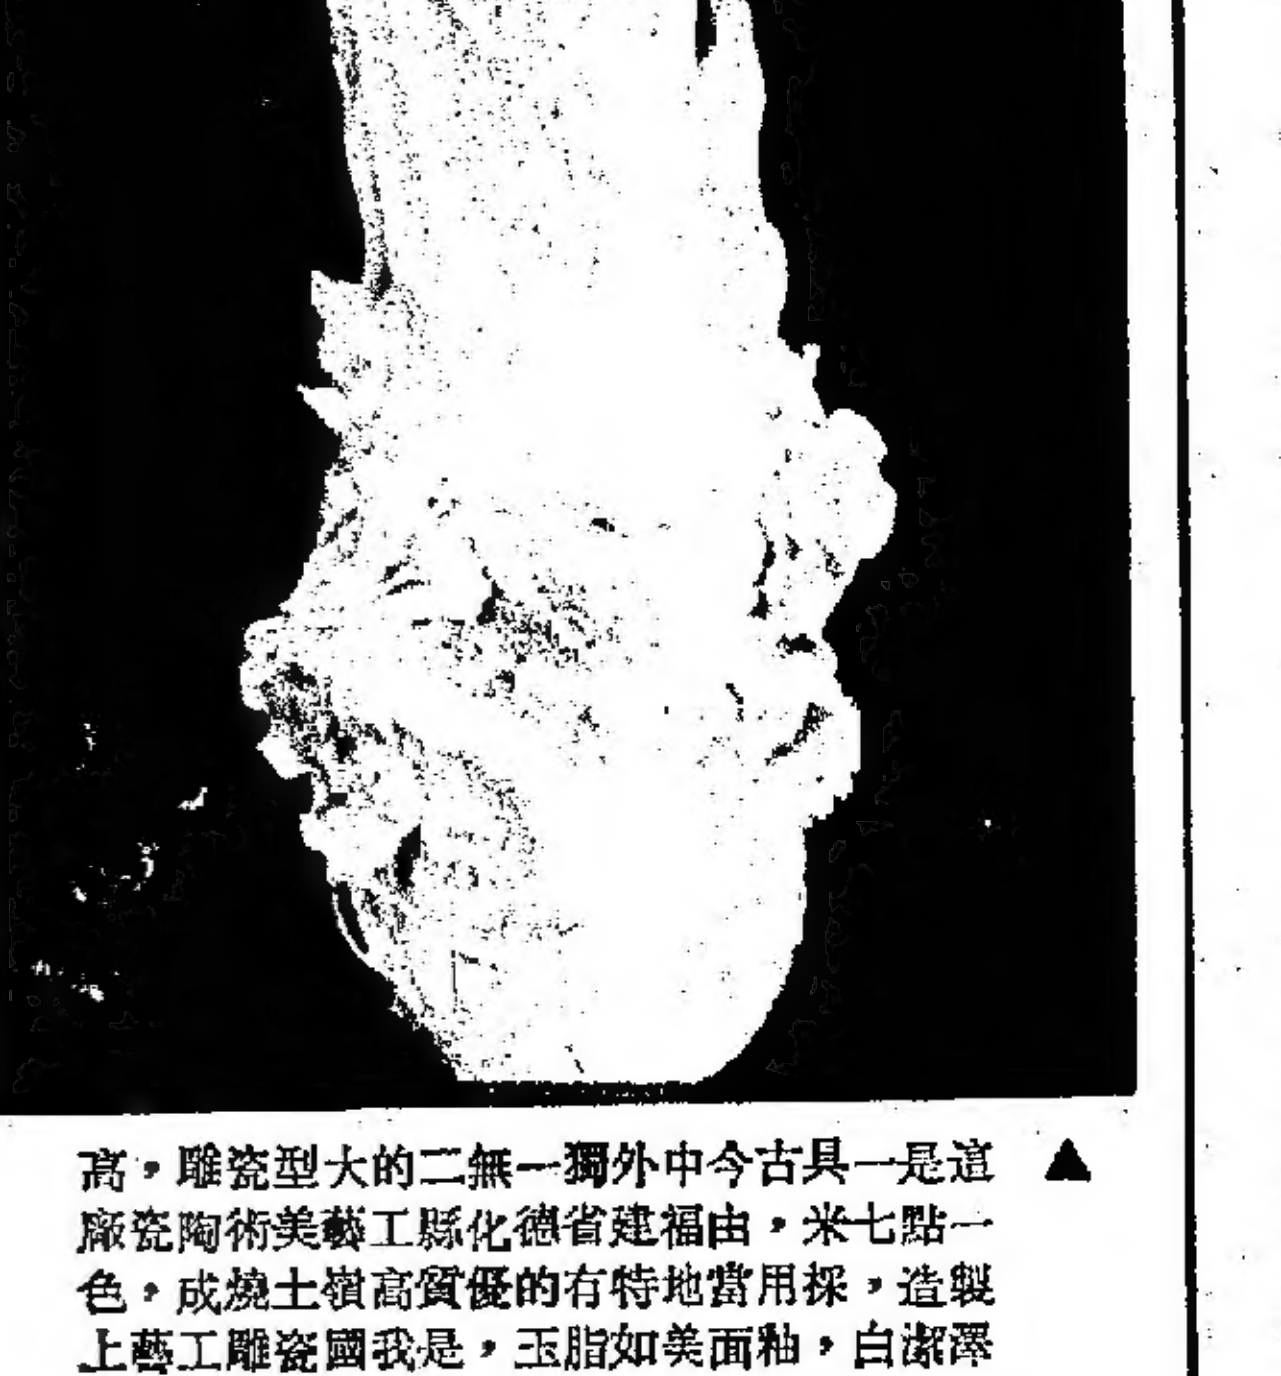 ▲這是一具古今中外獨一無二的大型瓷雕，高
一點七米，由福建省德化縣工藝美術陶瓷廠
製造，採用當地特有的優質高嶺土燒成，色
澤潔白，釉面美如脂玉，是我國瓷雕工藝上